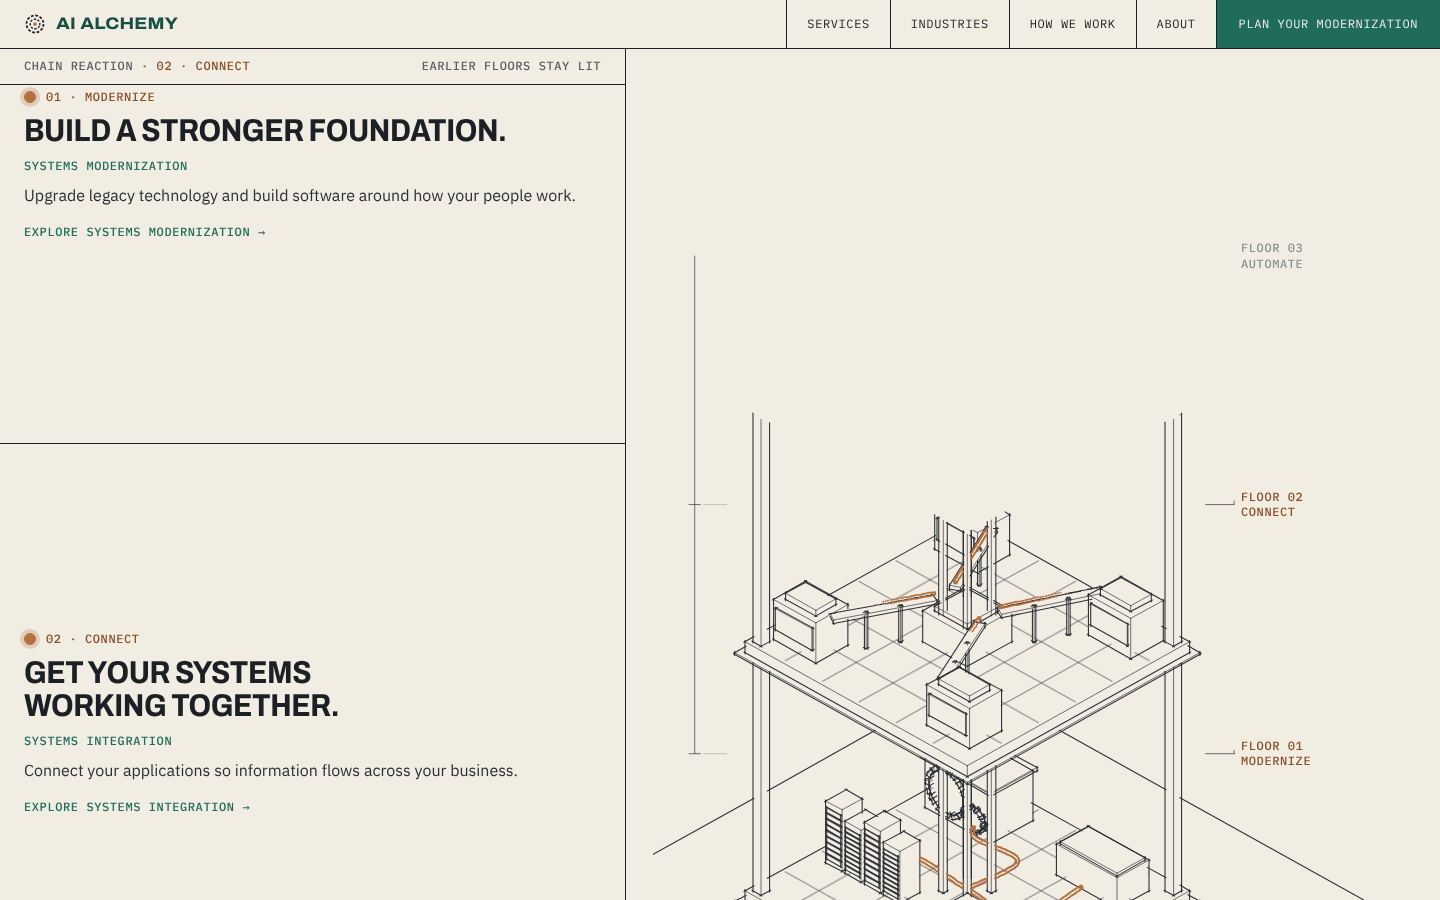 AI ALCHEMY
SERVICES
INDUSTRIES
HOW WE WORK
ABOUT
PLAN YOUR MODERNIZATION
CHAIN REACTION · 02 · CONNECT
EARLIER FLOORS STAY LIT
01 · MODERNIZE
BUILD A STRONGER FOUNDATION.
SYSTEMS MODERNIZATION
Upgrade legacy technology and build software around how your people work.
EXPLORE SYSTEMS MODERNIZATION →
02 · CONNECT
GET YOUR SYSTEMS
WORKING TOGETHER.
SYSTEMS INTEGRATION
Connect your applications so information flows across your business.
EXPLORE SYSTEMS INTEGRATION →
FLOOR 03
AUTOMATE
FLOOR 02
CONNECT
FLOOR 01
MODERNIZE